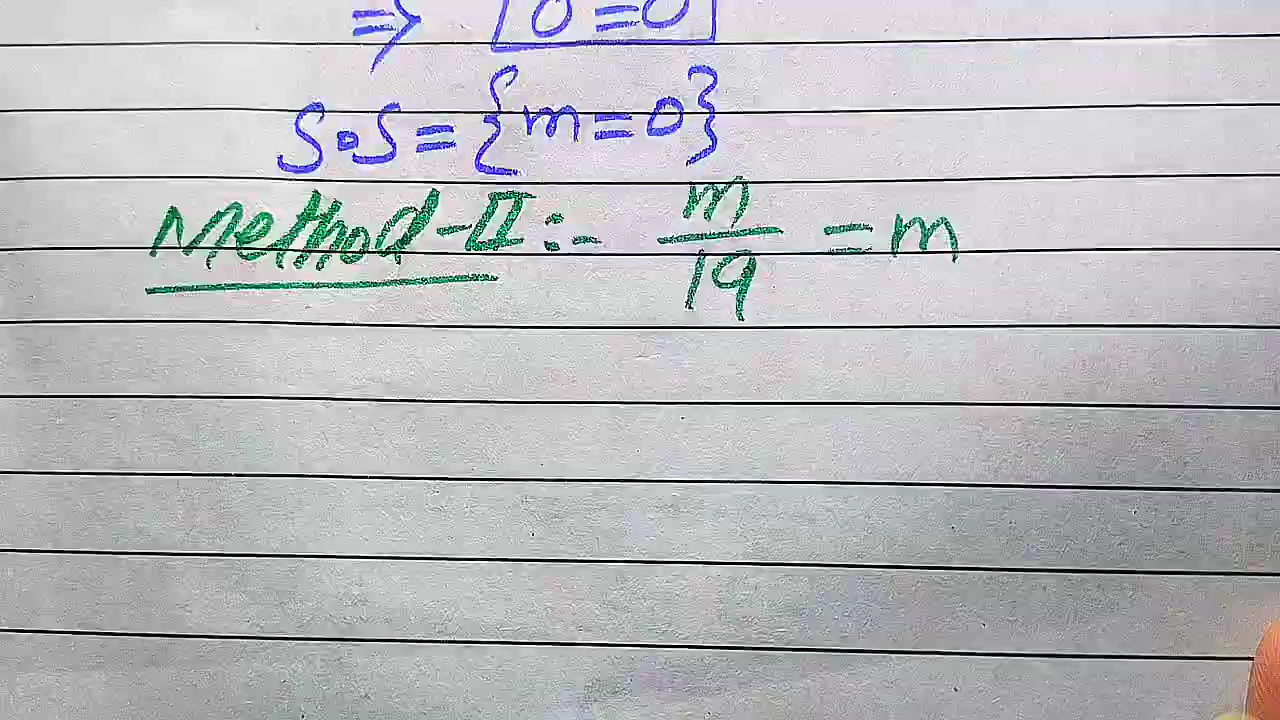 => 0=0
S.S = {m=0}
Method-II:- m/19 = m